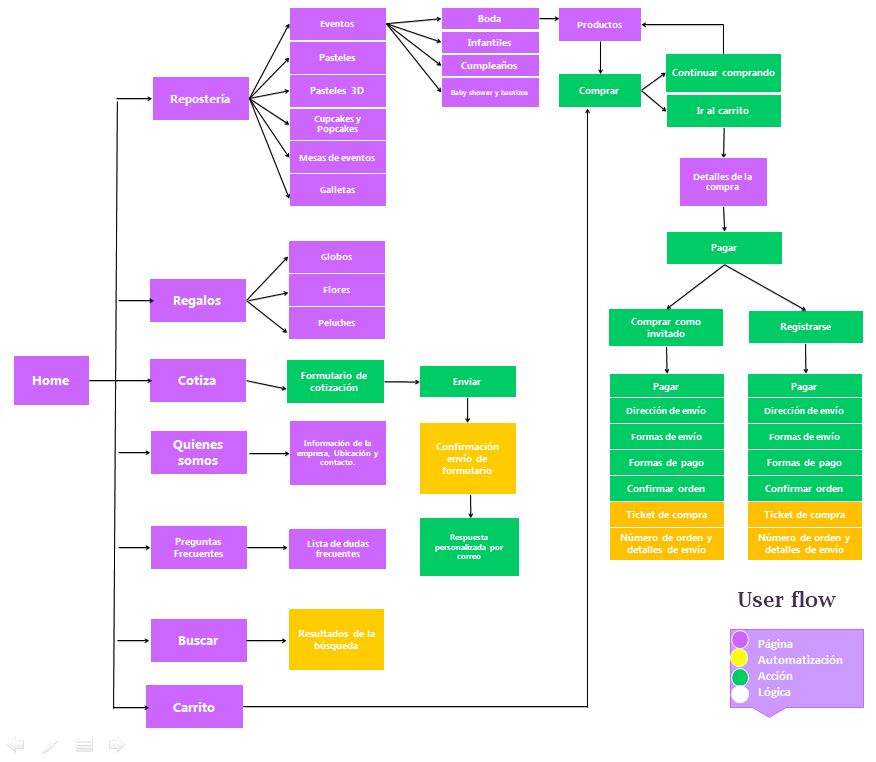 Eventos
Boda
Productos
Infantiles
Pasteles
Cumpleaños
Continuar comprando
Repostería
Pasteles 3D
Baby shower y bautizos
Comprar
Ir al carrito
Cupcakes y
Popcakes
Mesas de eventos
Galletas
Detalles de la
compra
Pagar
Globos
Regalos
Flores
Peluches
Comprar como
invitado
Registrarse
Home
Cotiza
Formulario de
cotización
Enviar
Pagar
Dirección de envío
Formas de envío
Formas de pago
Confirmar orden
Ticket de compra
Número de orden y
detalles de envío
Pagar
Dirección de envío
Formas de envío
Formas de pago
Confirmar orden
Ticket de compra
Número de orden y
detalles de envío
Quienes
somos
Información de la
empresa, Ubicación y
contacto.
Confirmación
envío de
formulario
Preguntas
Frecuentes
Lista de dudas
frecuentes
Respuesta
personalizada por
correo
Buscar
Resultados de la
búsqueda
Carrito
User flow
Página
Automatización
Acción
Lógica